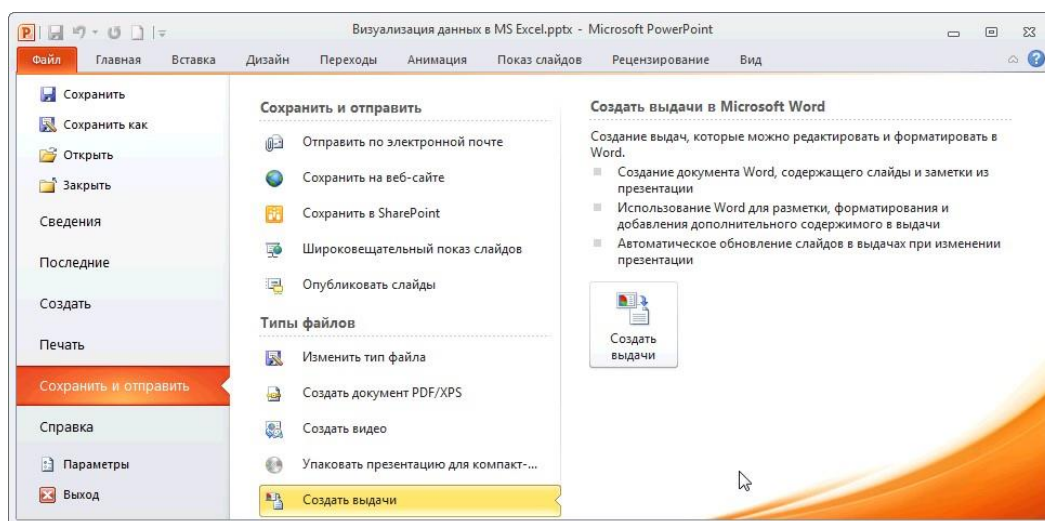 Визуализация данных в MS Excel.pptx - Microsoft PowerPoint
Файл Главная Вставка Дизайн Переходы Анимация Показ слайдов Рецензирование Вид
Сохранить
Сохранить как
Открыть
Закрыть
Сведения
Последние
Создать
Печать
Сохранить и отправить
Справка
Параметры
Выход
Сохранить и отправить
Отправить по электронной почте
Сохранить на веб-сайте
Сохранить в SharePoint
Широковещательный показ слайдов
Опубликовать слайды
Типы файлов
Изменить тип файла
Создать документ PDF/XPS
Создать видео
Упаковать презентацию для компакт-...
Создать выдачи
Создать выдачи в Microsoft Word
Создание выдач, которые можно редактировать и форматировать в
Word.
Создание документа Word, содержащего слайды и заметки из
презентации
Использование Word для разметки, форматирования и
добавления дополнительного содержимого в выдачи
Автоматическое обновление слайдов в выдачах при изменении
презентации
Создать
выдачи